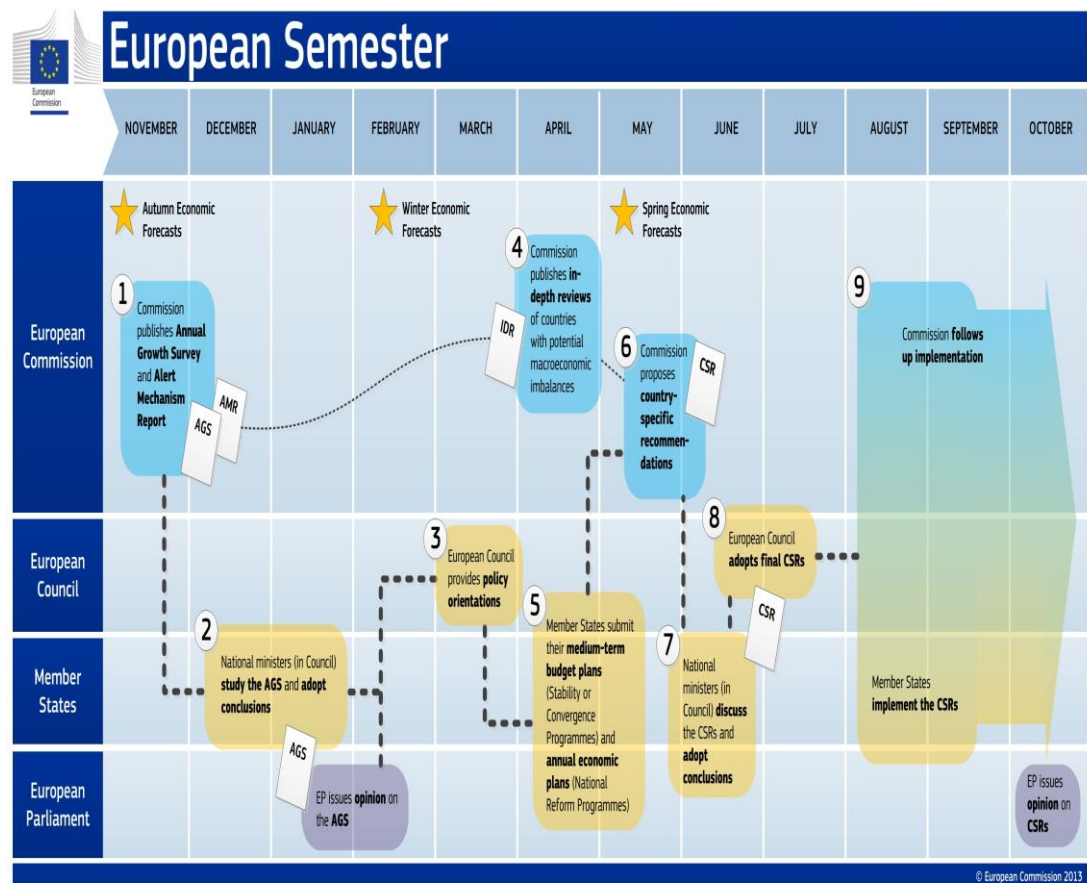 European Semester
European
Commission
NOVEMBER
DECEMBER
JANUARY
FEBRUARY
MARCH
APRIL
MAY
JUNE
JULY
AUGUST
SEPTEMBER
OCTOBER
European
Commission
Autumn Economic
Forecasts
Winter Economic
Forecasts
Spring Economic
Forecasts
1
Commission
publishes Annual
Growth Survey
and Alert
Mechanism
Report
AGS
AMR
IDR
4
Commission
publishes in-
depth reviews
of countries
with potential
macroeconomic
imbalances
6
Commission
proposes
country-
specific
recommen-
dations
CSR
9
Commission follows
up implementation
European
Council
3
European Council
provides policy
orientations
8
European Council
adopts final CSRs
CSR
Member
States
2
National ministers (in Council)
study the AGS and adopt
conclusions
AGS
5
Member States submit
their medium-term
budget plans
(Stability or
Convergence
Programmes) and
annual economic
plans (National
Reform Programmes)
7
National
ministers (in
Council) discuss
the CSRs and
adopt
conclusions
Member States
implement the CSRs
European
Parliament
EP issues opinion on
the AGS
EP issues
opinion on
CSRs
© European Commission 2013